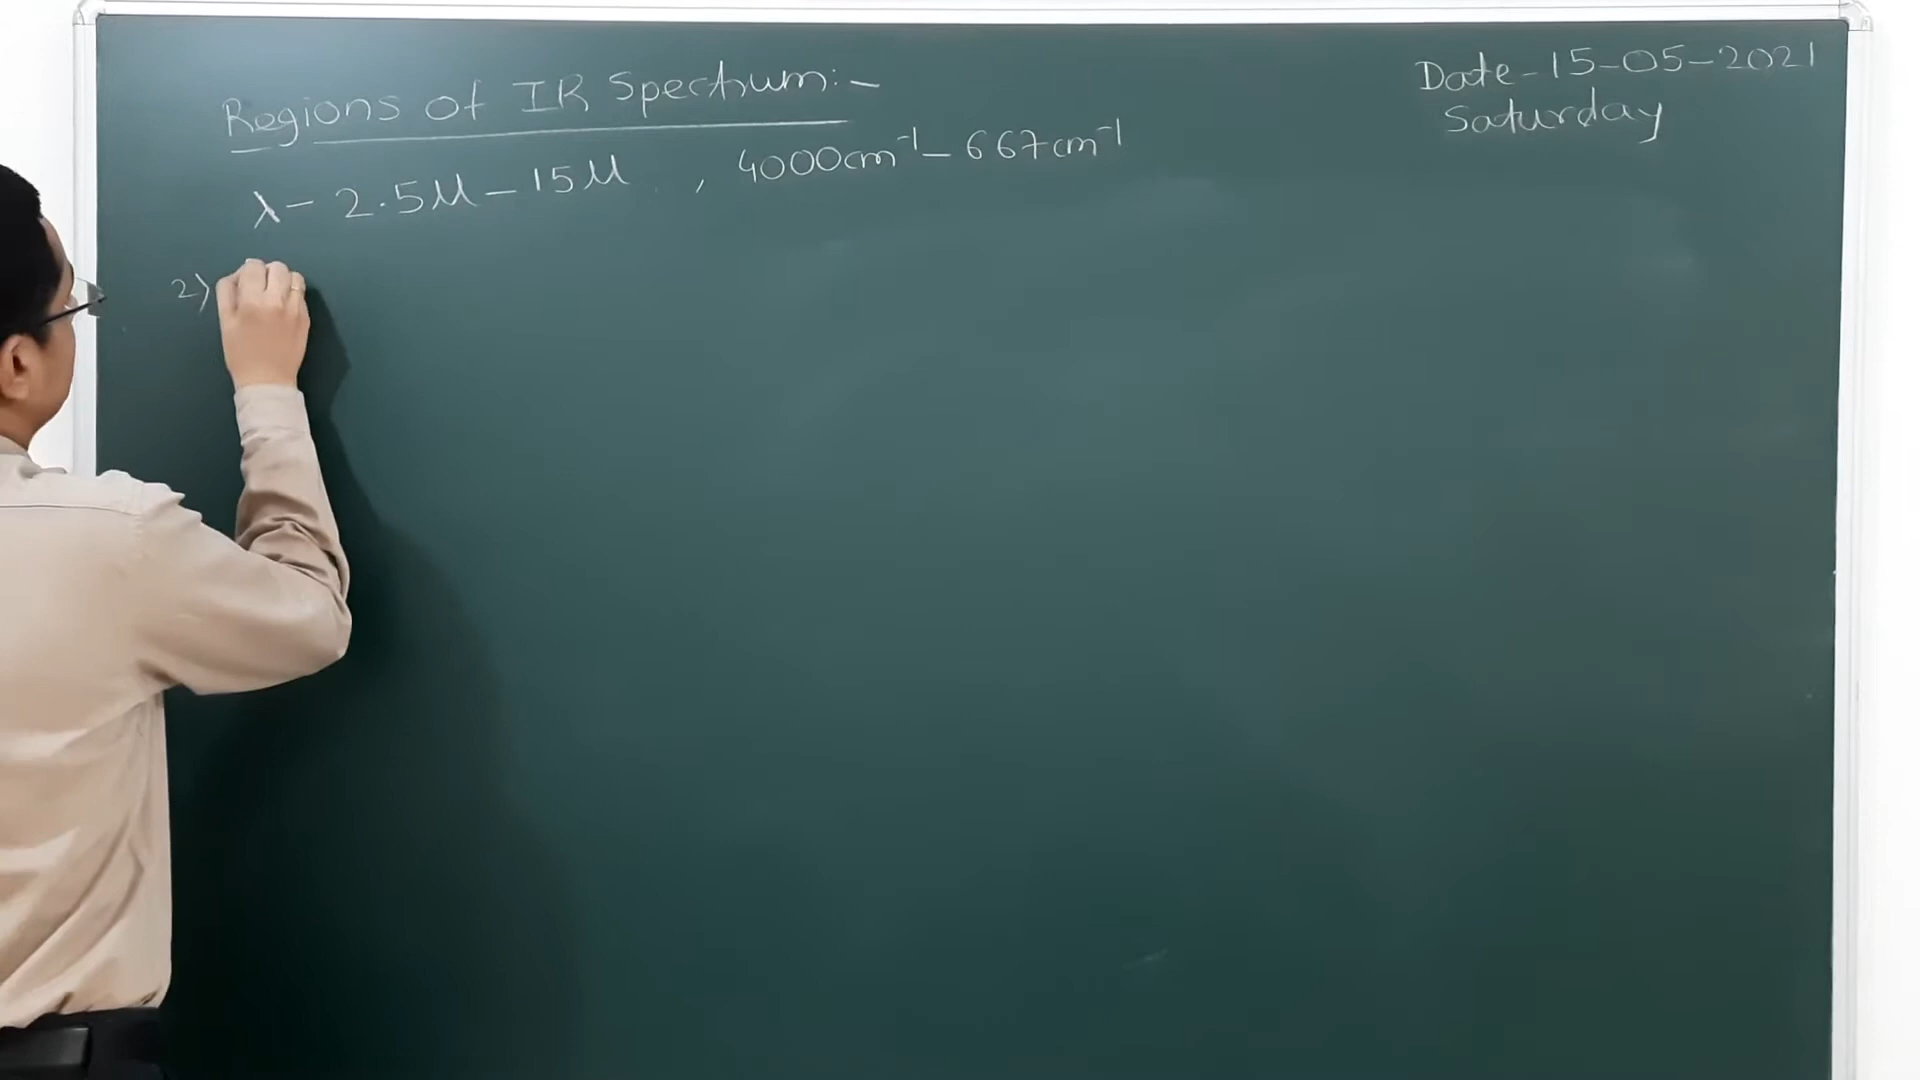 Regions of IR Spectrum:-
Date-15-05-2021
Saturday
λ- 2.5μ-15μ , 4000cm⁻¹-667cm⁻¹
2)